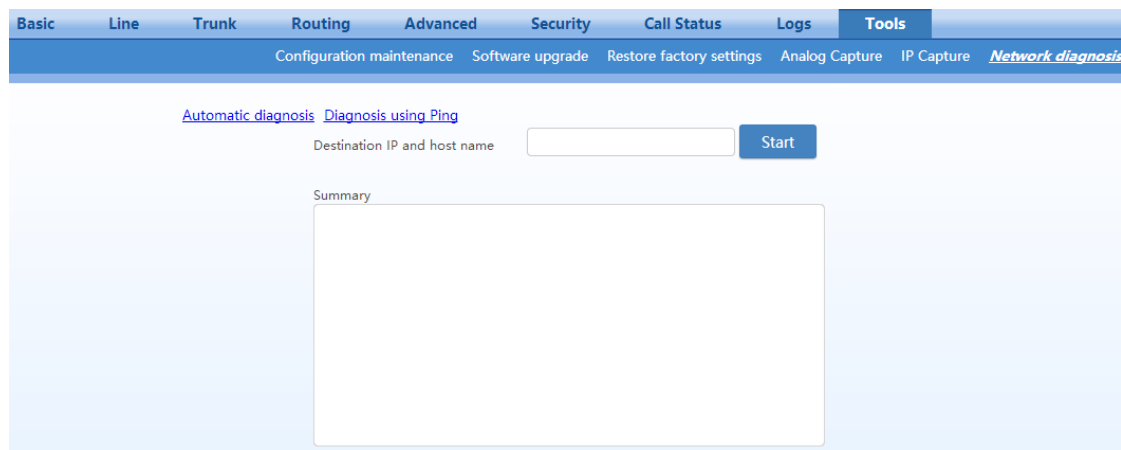 Basic Line Trunk Routing Advanced Security Call Status Logs Tools
Configuration maintenance Software upgrade Restore factory settings Analog Capture IP Capture Network diagnosis
Automatic diagnosis Diagnosis using Ping
Destination IP and host name Start
Summary